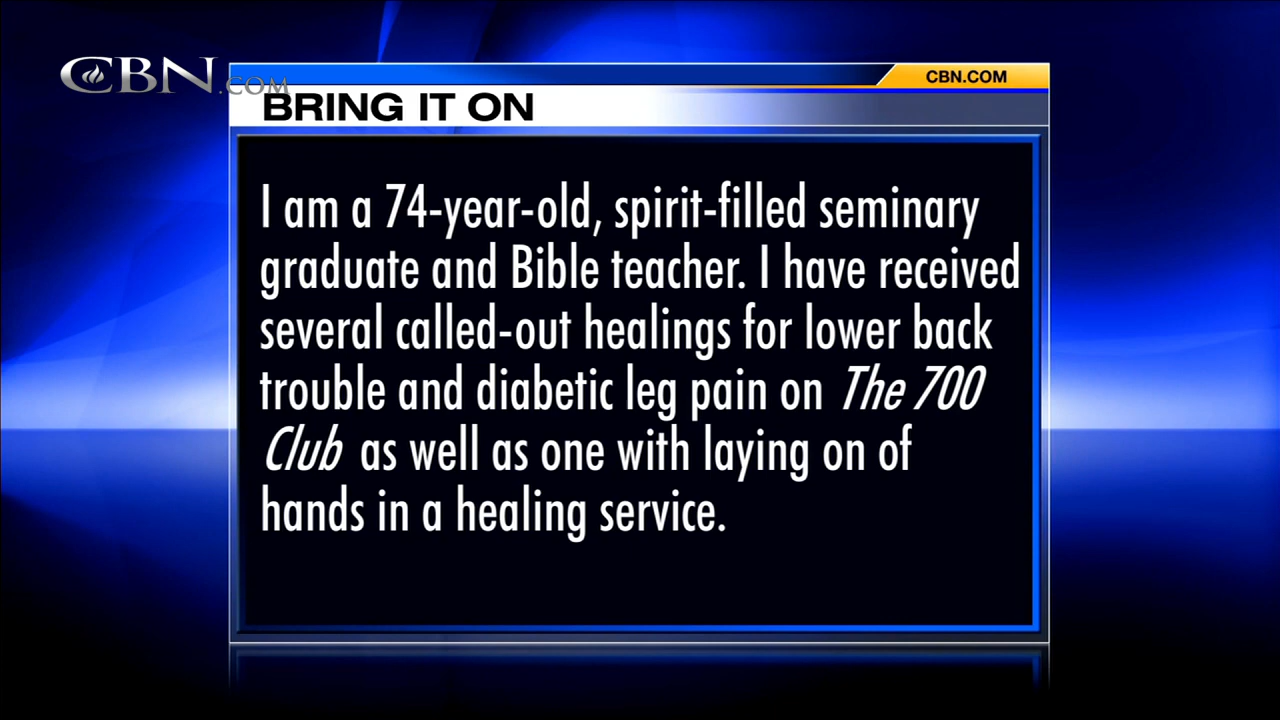 CBN.COM
CBN.COM
BRING IT ON
I am a 74-year-old, spirit-filled seminary
graduate and Bible teacher. I have received
several called-out healings for lower back
trouble and diabetic leg pain on The 700
Club as well as one with laying on of
hands in a healing service.